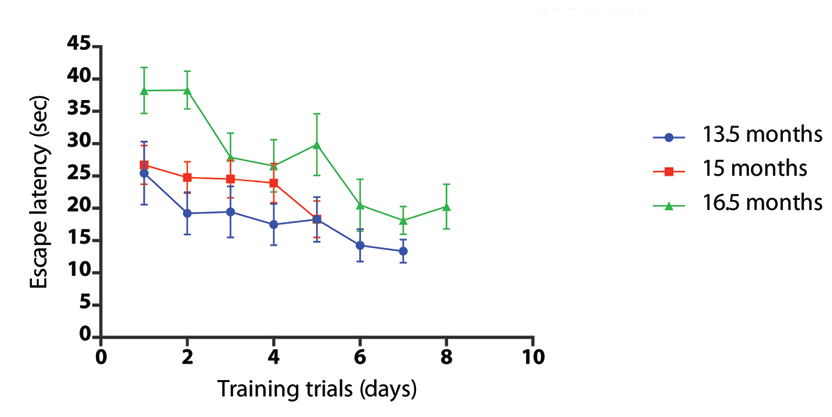 45
40
35
30
25
20
15
10
5
0
Escape latency (sec)
0 2 4 6 8 10
Training trials (days)
13.5 months
15 months
16.5 months